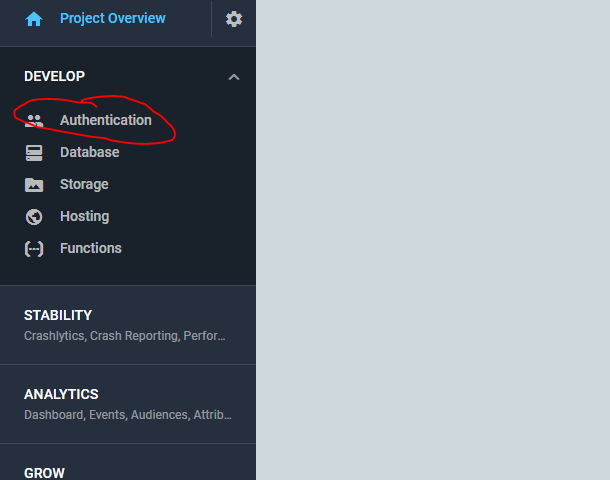 Project Overview
DEVELOP
Authentication
Database
Storage
Hosting
Functions
STABILITY
Crashlytics, Crash Reporting, Perfor...
ANALYTICS
Dashboard, Events, Audiences, Attrib...
GROW